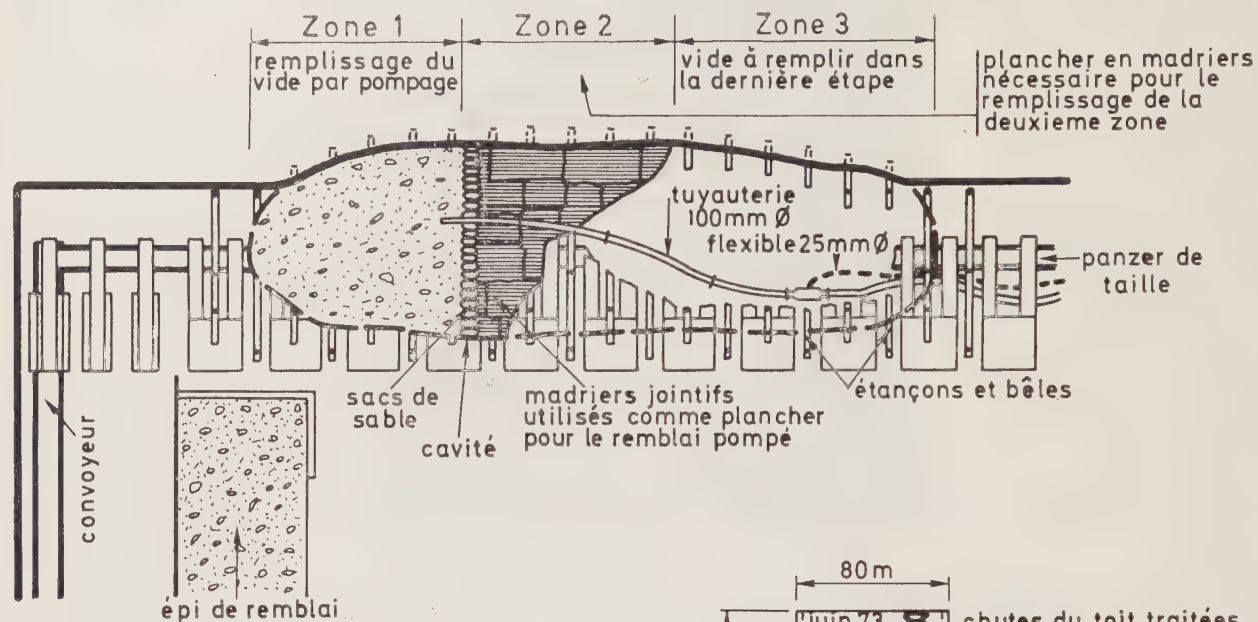 Zone 1
Zone 2
Zone 3
remplissage du
vide par pompage
vide à remplir dans
la dernière étape
plancher en madriers
nécessaire pour le
remplissage de la
deuxieme zone
tuyauterie
100mm Ø
flexible 25mm Ø
panzer de
taille
sacs de
sable
cavité
madriers jointifs
utilisés comme plancher
pour le remblai pompé
étançons et bêles
convoyeur
épi de remblai
80m
juin 73
chutes du toit traitées